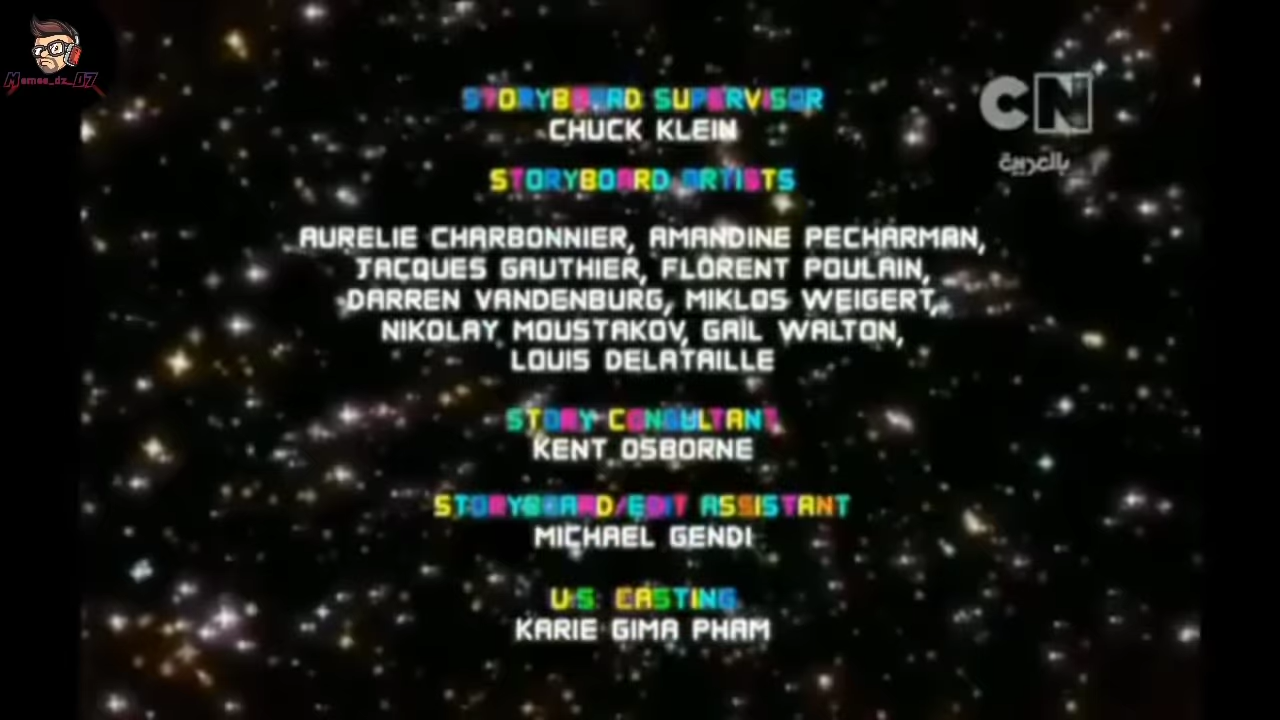 Memes_dz_07
STORYBOARD SUPERVISOR
CHUCK KLEIN
CN
بالعربية
STORYBOARD ARTISTS
AURELIE CHARBONNIER, AMANDINE PECHARMAN,
JACQUES GAUTHIER, FLORENT POULAIN,
DARREN VANDENBURG, MIKLOS WEIGERT,
NIKOLAY MOUSTAKOV, GAIL WALTON,
LOUIS DELATAILLE
STORY CONSULTANT
KENT OSBORNE
STORYBOARD/EDIT ASSISTANT
MICHAEL GENDI
US CASTING
KARIE GIMA PHAM